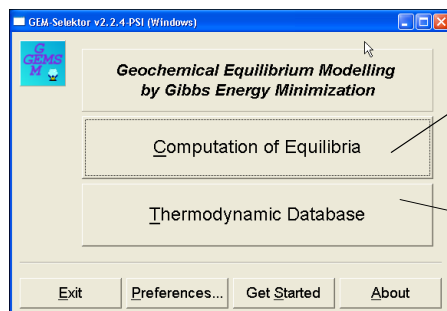 GEM-Selektor v2.2.4-PSI (Windows)
G
GEMS
M
Geochemical Equilibrium Modelling
by Gibbs Energy Minimization
Computation of Equilibria
Thermodynamic Database
Exit Preferences... Get Started About